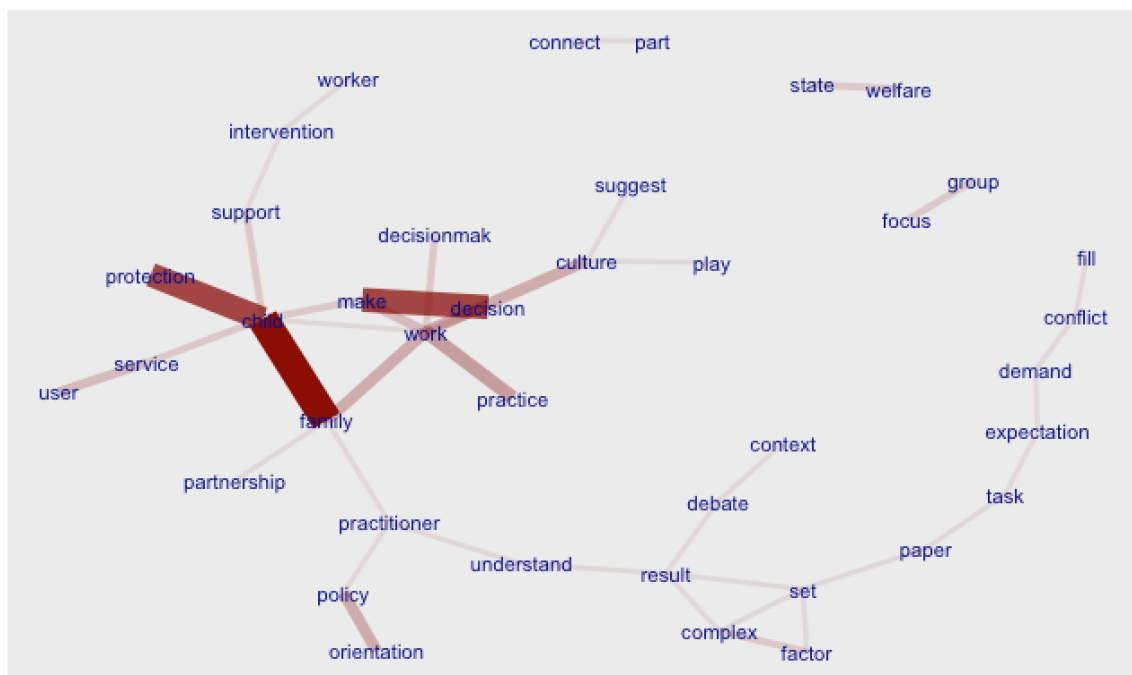 connect part
worker
state welfare
intervention
group
suggest
support
focus
decisionmak
fill
culture play
protection
make decision
conflict
child
work
service
demand
user
practice
family
expectation
context
partnership
task
debate
practitioner
paper
understand
result
set
policy
complex
orientation
factor